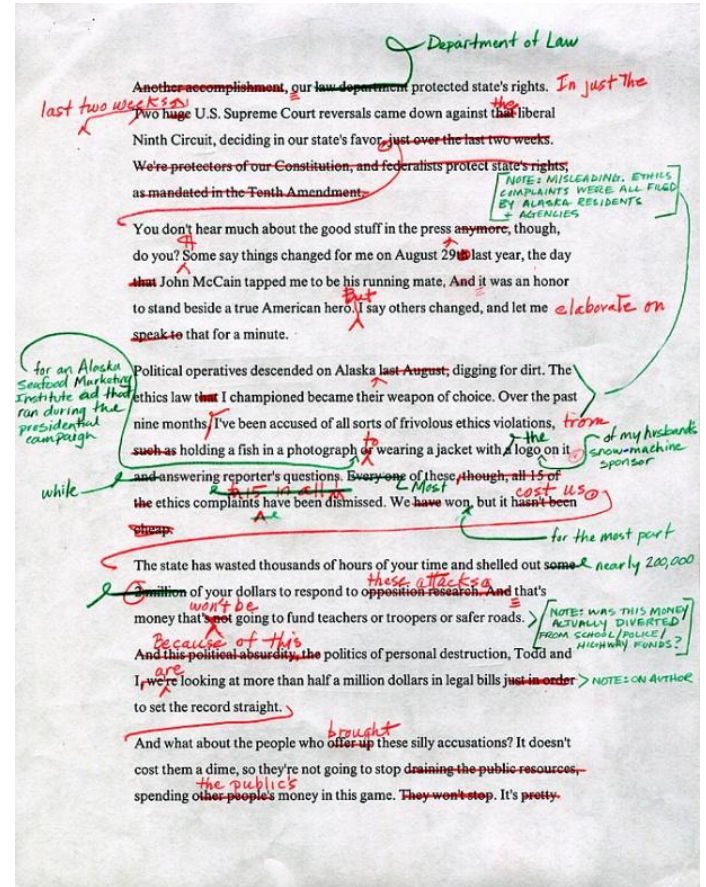 Department of Law
Another accomplishment, our law department protected state's rights. In just the
last two weeks
Two huge U.S. Supreme Court reversals came down against that liberal
the
Ninth Circuit, deciding in our state's favor, just over the last two weeks.
We're protectors of our Constitution, and federalists protect state's rights,
as mandated in the Tenth Amendment.
NOTE: MISLEADING. ETHICS
COMPLAINTS WERE ALL FILED
BY ALASKA RESIDENTS
+ AGENCIES
You don't hear much about the good stuff in the press anymore, though,
do you? Some say things changed for me on August 29th last year, the day
that John McCain tapped me to be his running mate, And it was an honor
But
to stand beside a true American hero. I say others changed, and let me elaborate on
speak to that for a minute.
for an Alaska
Seafood Marketing
Institute ad that
ran during the
presidential
campaign
Political operatives descended on Alaska last August, digging for dirt. The
ethics law that I championed became their weapon of choice. Over the past
nine months, I've been accused of all sorts of frivolous ethics violations, from
to the
such as holding a fish in a photograph or wearing a jacket with a logo on it
of my husband's
snow-machine
sponsor
while
and answering reporter's questions. Every one of these, though, all 15 of
15 in all Most cost us
the ethics complaints have been dismissed. We have won, but it hasn't been
cheap.
for the most part
The state has wasted thousands of hours of your time and shelled out some nearly 200,000
these attacks
2 million of your dollars to respond to opposition research. And that's
won't be
money that's not going to fund teachers or troopers or safer roads.
NOTE: WAS THIS MONEY
ACTUALLY DIVERTED
FROM SCHOOL/POLICE/
HIGHWAY FUNDS?
Because of this
And this political absurdity, the politics of personal destruction, Todd and
are
I, we're looking at more than half a million dollars in legal bills just in order NOTE: ON AUTHOR
to set the record straight.
brought
And what about the people who offer up these silly accusations? It doesn't
cost them a dime, so they're not going to stop draining the public resources,
the public's
spending other people's money in this game. They won't stop. It's pretty.